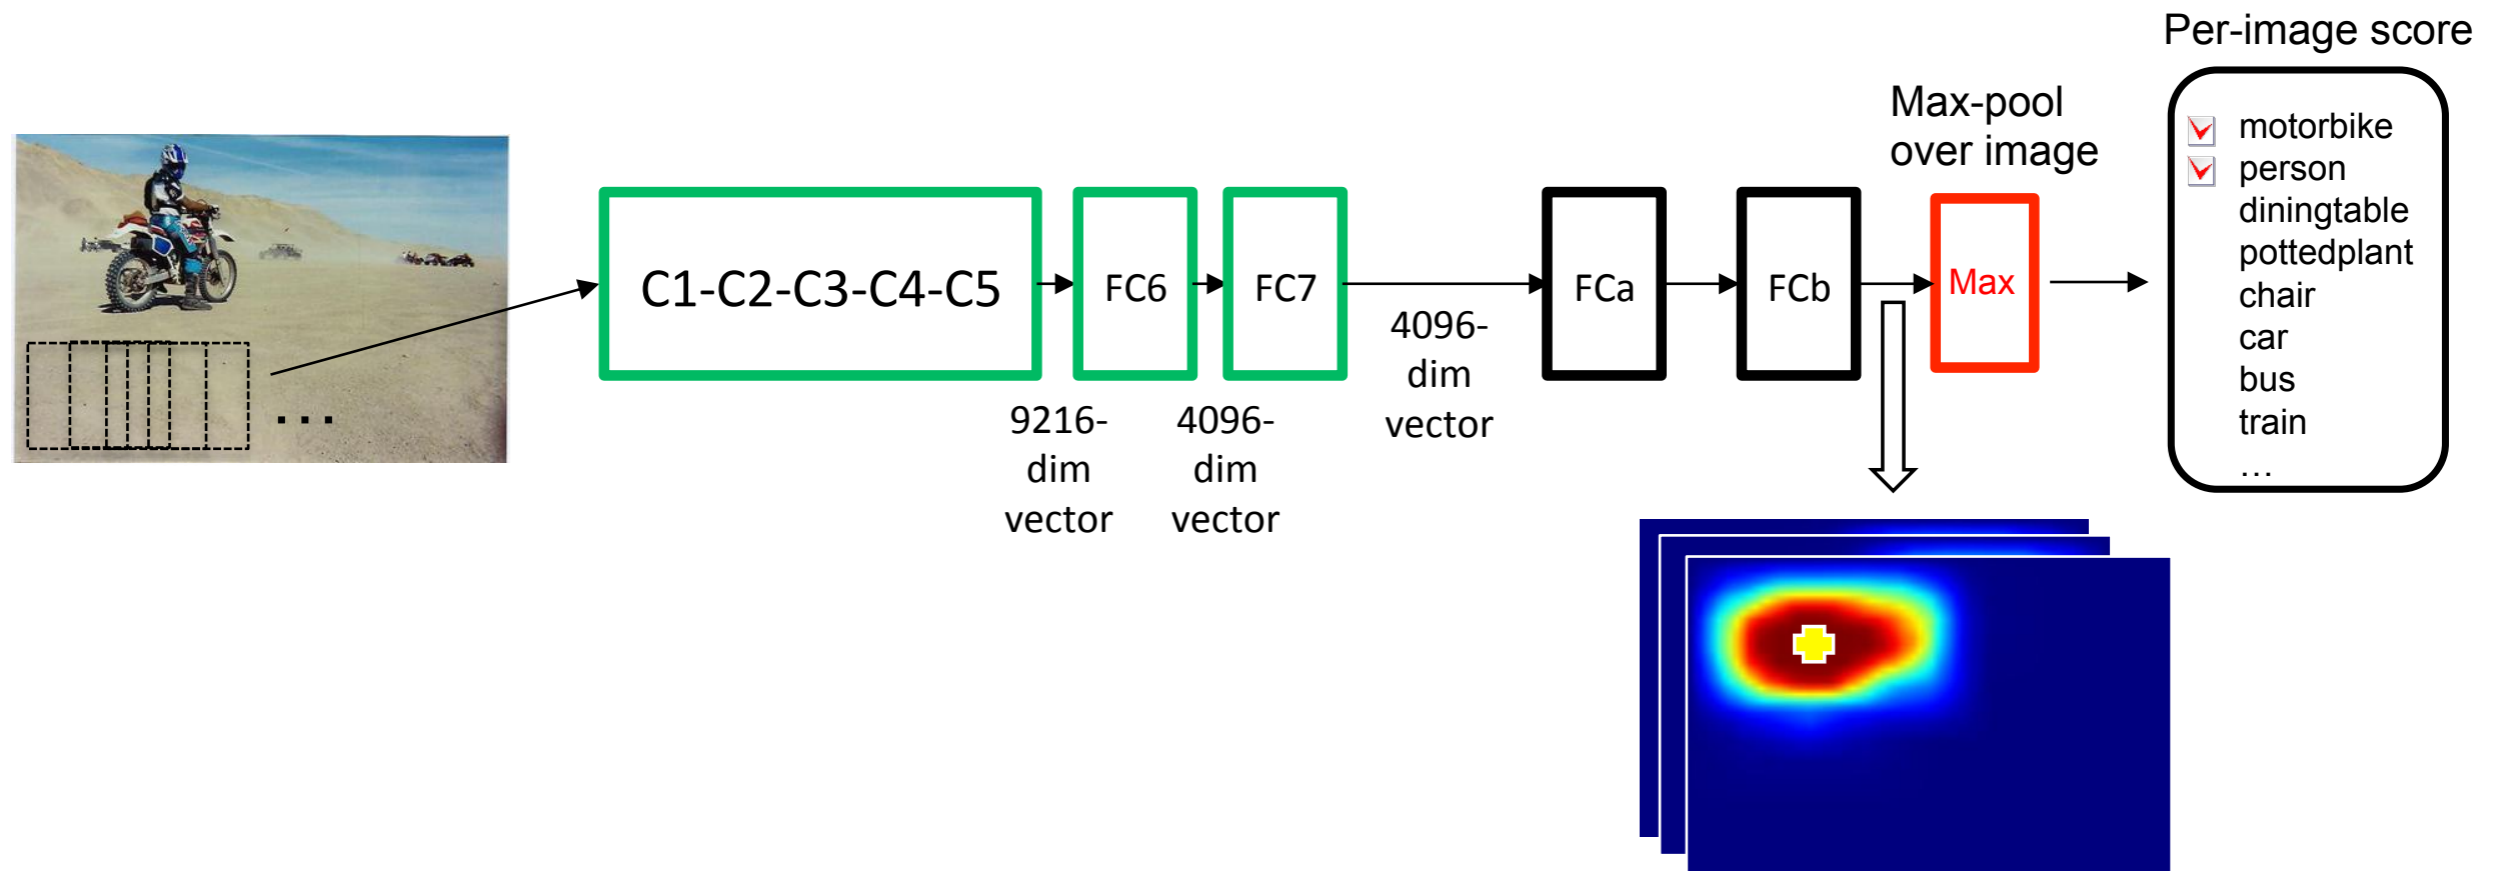 Per-image score
Max-pool
over image
motorbike
person
diningtable
pottedplant
chair
car
bus
train
...
C1-C2-C3-C4-C5
FC6
FC7
FCa
FCb
Max
4096-
dim
vector
9216-
dim
vector
4096-
dim
vector
...